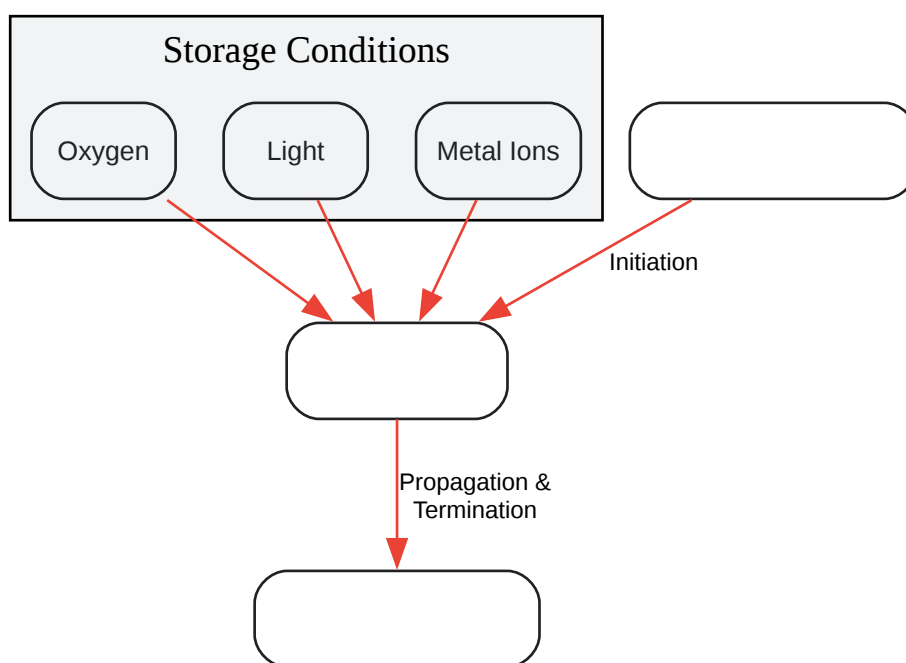 Storage Conditions
Oxygen
Light
Metal Ions
Initiation
Propagation &
Termination